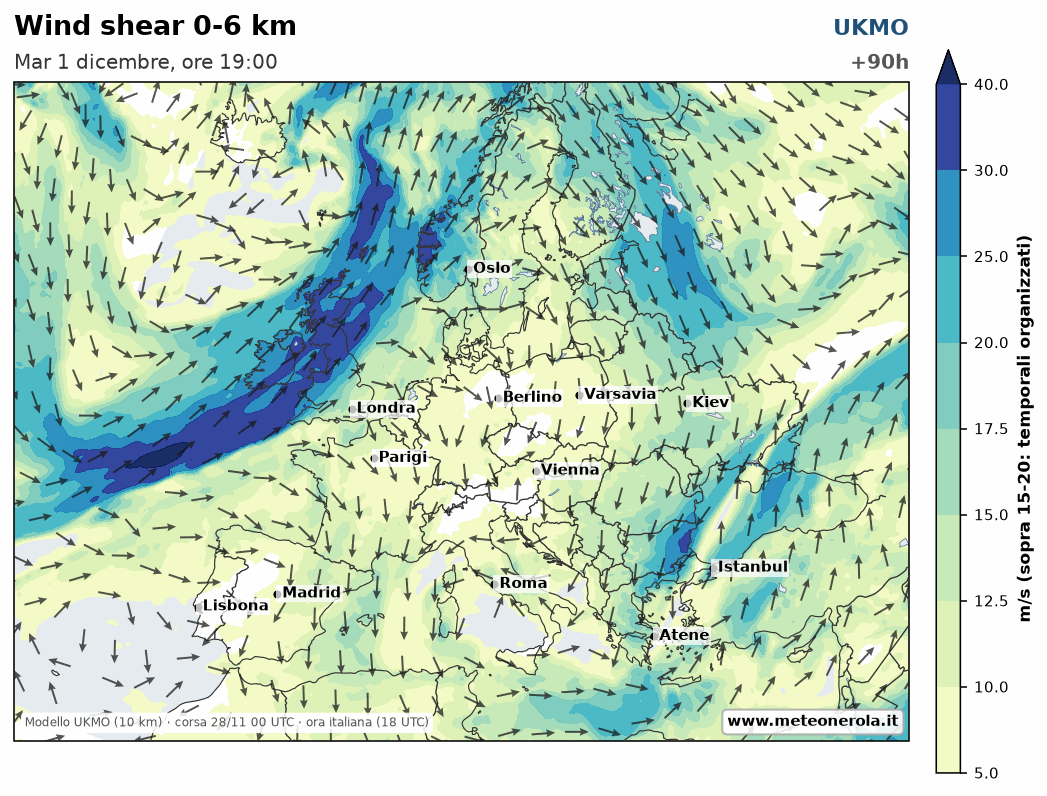 Wind shear 0-6 km
UKMO
Mar 1 dicembre, ore 19:00
+90h
Oslo
Londra
Berlino
Varsavia
Kiev
Parigi
Vienna
Istanbul
Roma
Madrid
Lisbona
Atene
Modello UKMO (10 km) · corsa 28/11 00 UTC · ora italiana (18 UTC)
www.meteonerola.it
40.0
30.0
25.0
20.0
17.5
15.0
12.5
10.0
5.0
m/s (sopra 15-20: temporali organizzati)